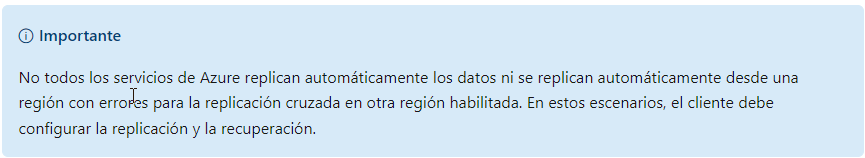 Importante
No todos los servicios de Azure replican automáticamente los datos ni se replican automáticamente desde una
región con errores para la replicación cruzada en otra región habilitada. En estos escenarios, el cliente debe
configurar la replicación y la recuperación.